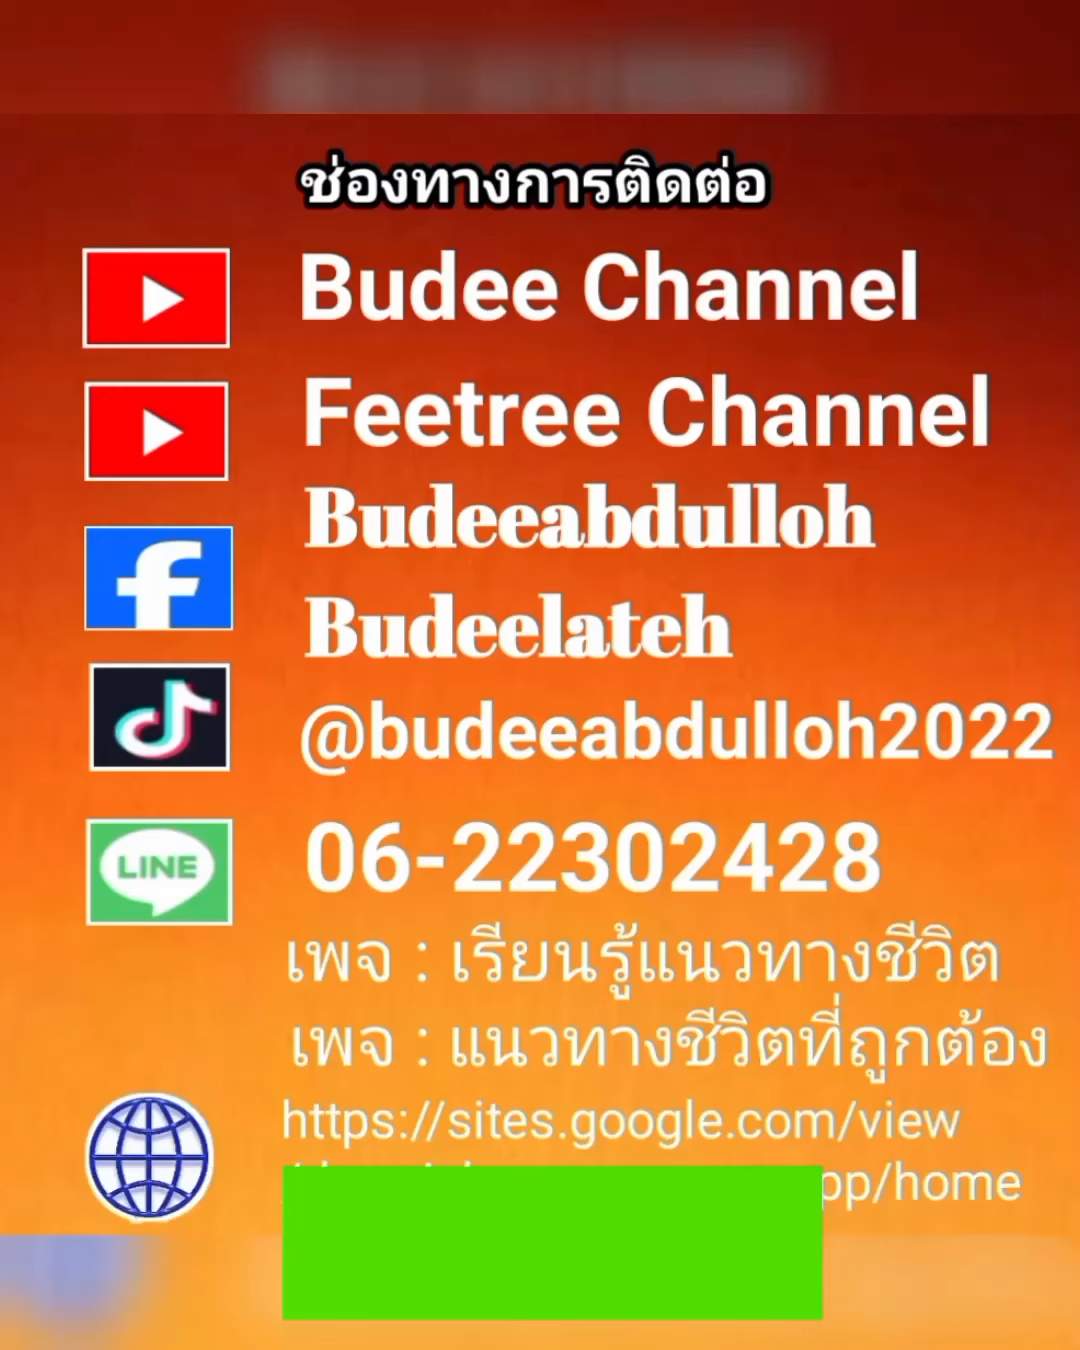 ช่องทางการติดต่อ
Budee Channel
Feetree Channel
Budeeabdulloh
Budeelateh
@budeeabdulloh2022
LINE
06-22302428
เพจ : เรียนรู้แนวทางชีวิต
เพจ : แนวทางชีวิตที่ถูกต้อง
https://sites.google.com/view
pp/home